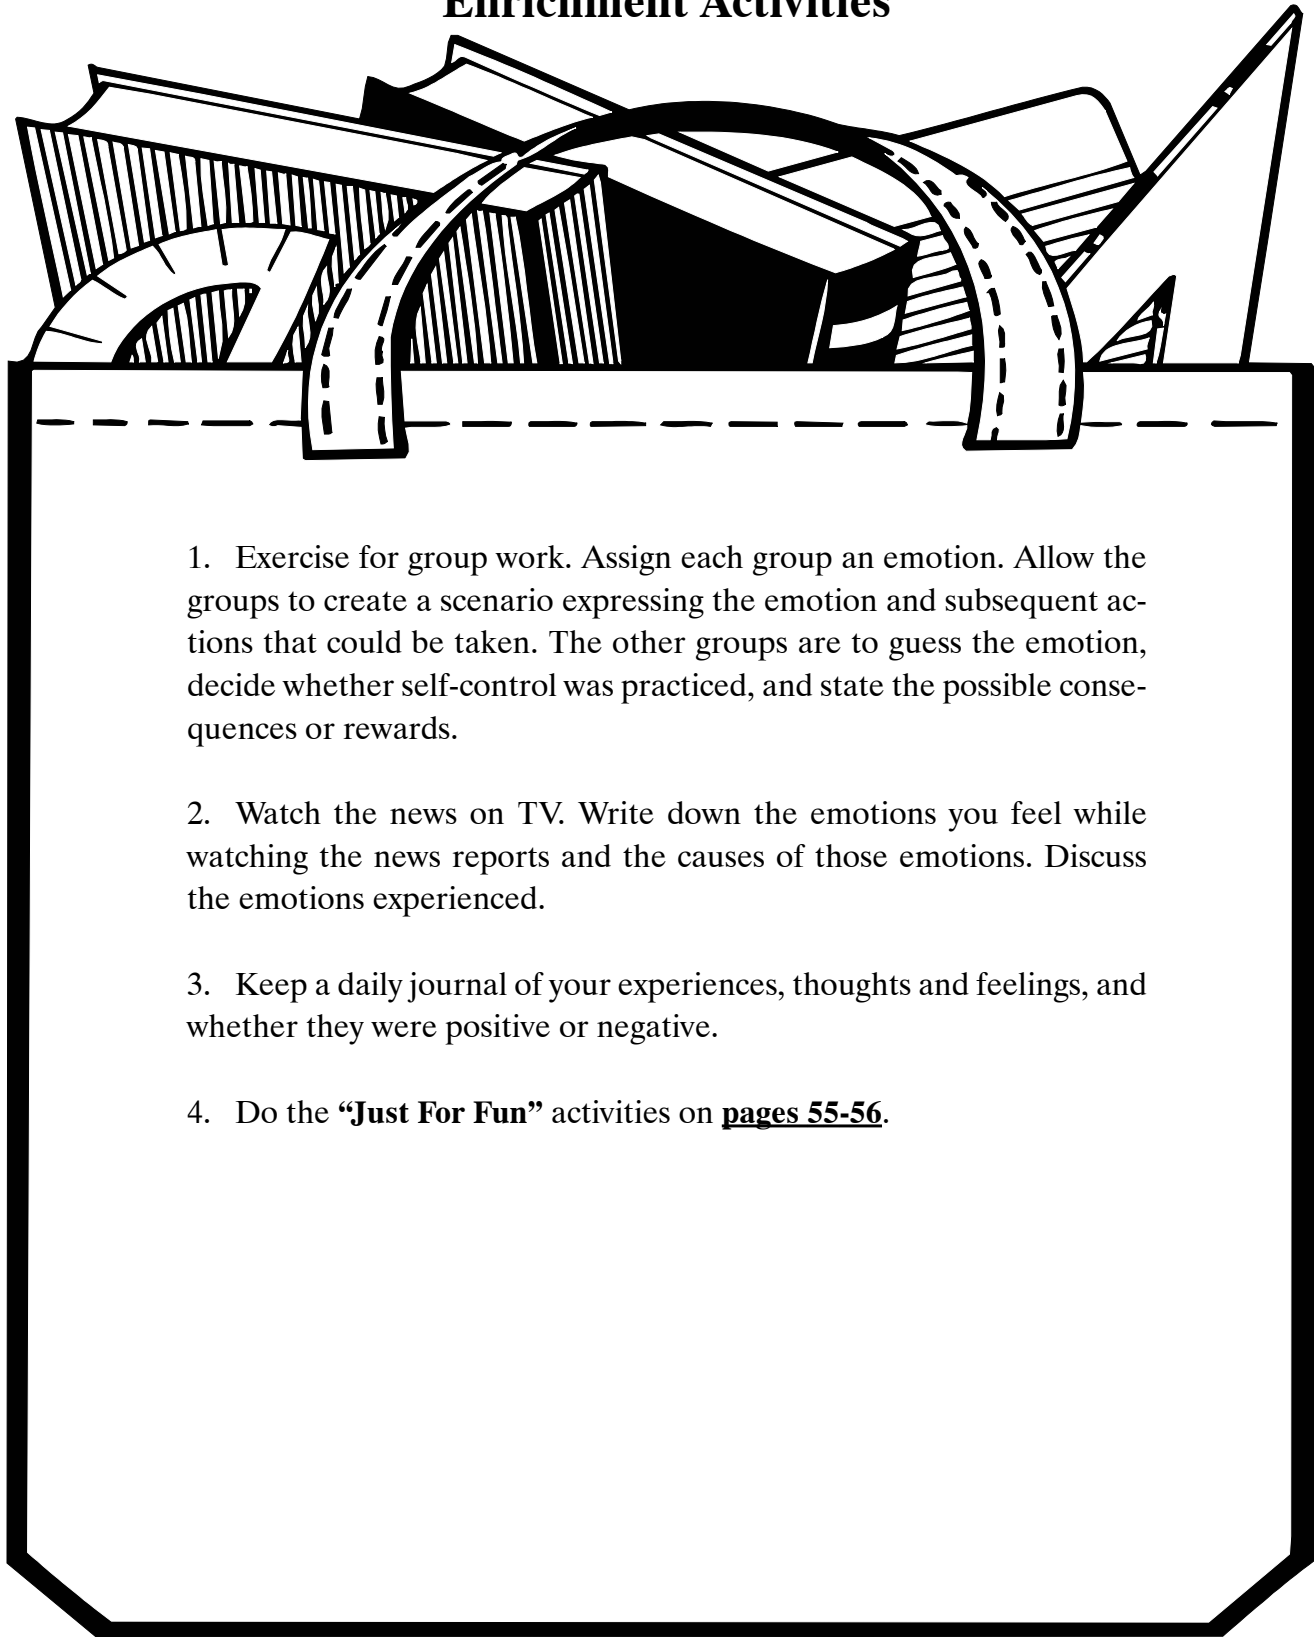 Enrichment Activities
1. Exercise for group work. Assign each group an emotion. Allow the
groups to create a scenario expressing the emotion and subsequent ac-
tions that could be taken. The other groups are to guess the emotion,
decide whether self-control was practiced, and state the possible conse-
quences or rewards.
2. Watch the news on TV. Write down the emotions you feel while
watching the news reports and the causes of those emotions. Discuss
the emotions experienced.
3. Keep a daily journal of your experiences, thoughts and feelings, and
whether they were positive or negative.
4. Do the “Just For Fun” activities on pages 55-56.